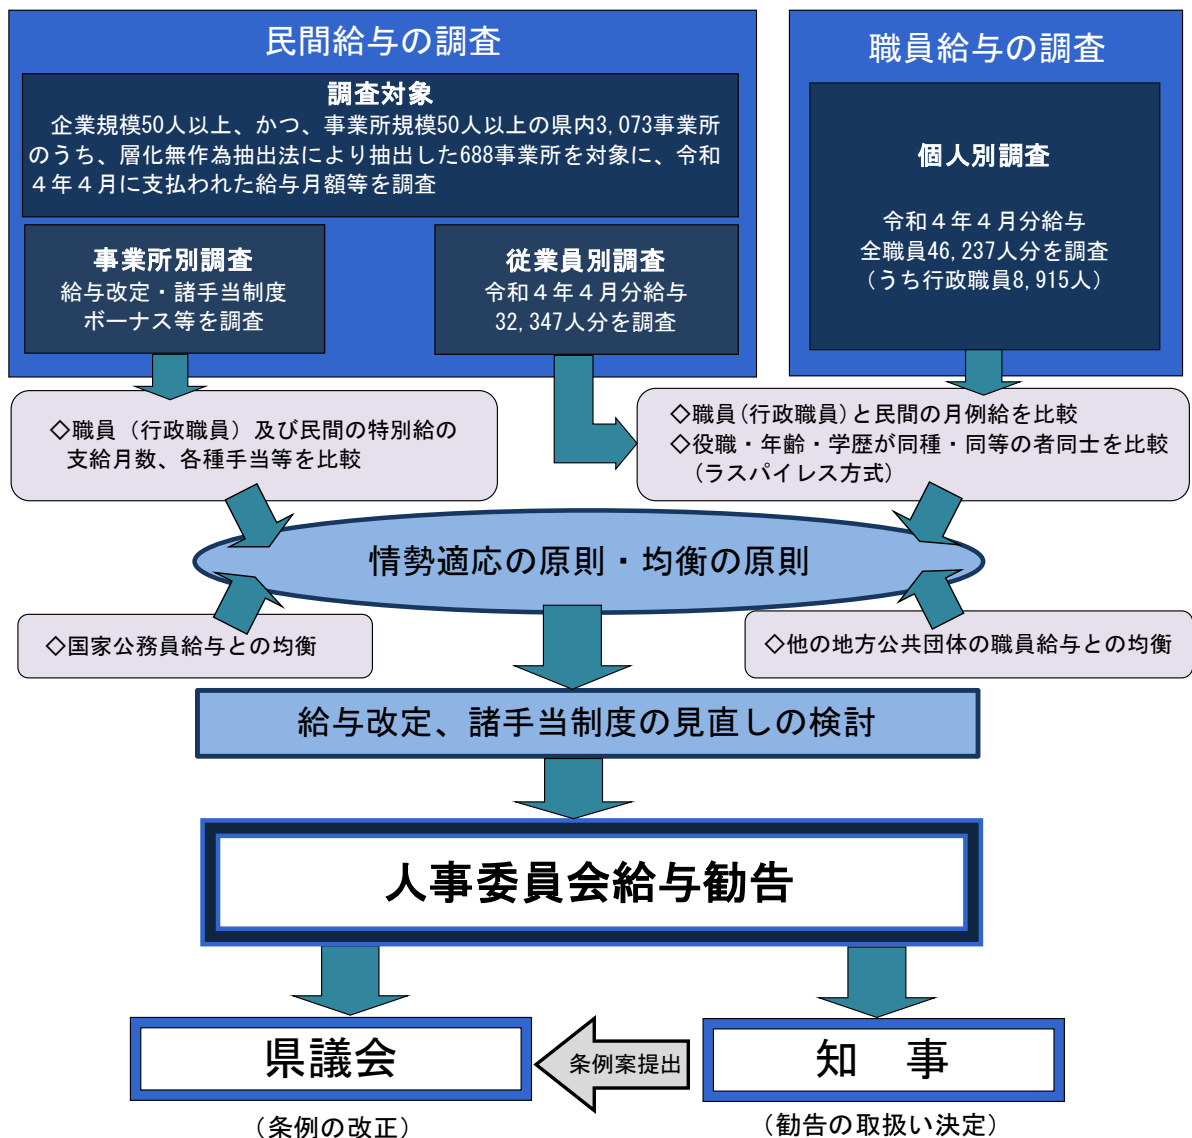 民間給与の調査
調査対象
企業規模50人以上、かつ、事業所規模50人以上の県内3,073事業所
のうち、層化無作為抽出法により抽出した688事業所を対象に、令和
４年４月に支払われた給与月額等を調査
事業所別調査
給与改定・諸手当制度
ボーナス等を調査
従業員別調査
令和４年４月分給与
32,347人分を調査
職員給与の調査
個人別調査
令和４年４月分給与
全職員46,237人分を調査
（うち行政職員8,915人）
◇職員（行政職員）及び民間の特別給の
支給月数、各種手当等を比較
◇職員(行政職員)と民間の月例給を比較
◇役職・年齢・学歴が同種・同等の者同士を比較
(ラスパイレス方式)
情勢適応の原則・均衡の原則
◇国家公務員給与との均衡
◇他の地方公共団体の職員給与との均衡
給与改定、諸手当制度の見直しの検討
人事委員会給与勧告
県議会
条例案提出
知　事
（条例の改正）
（勧告の取扱い決定）